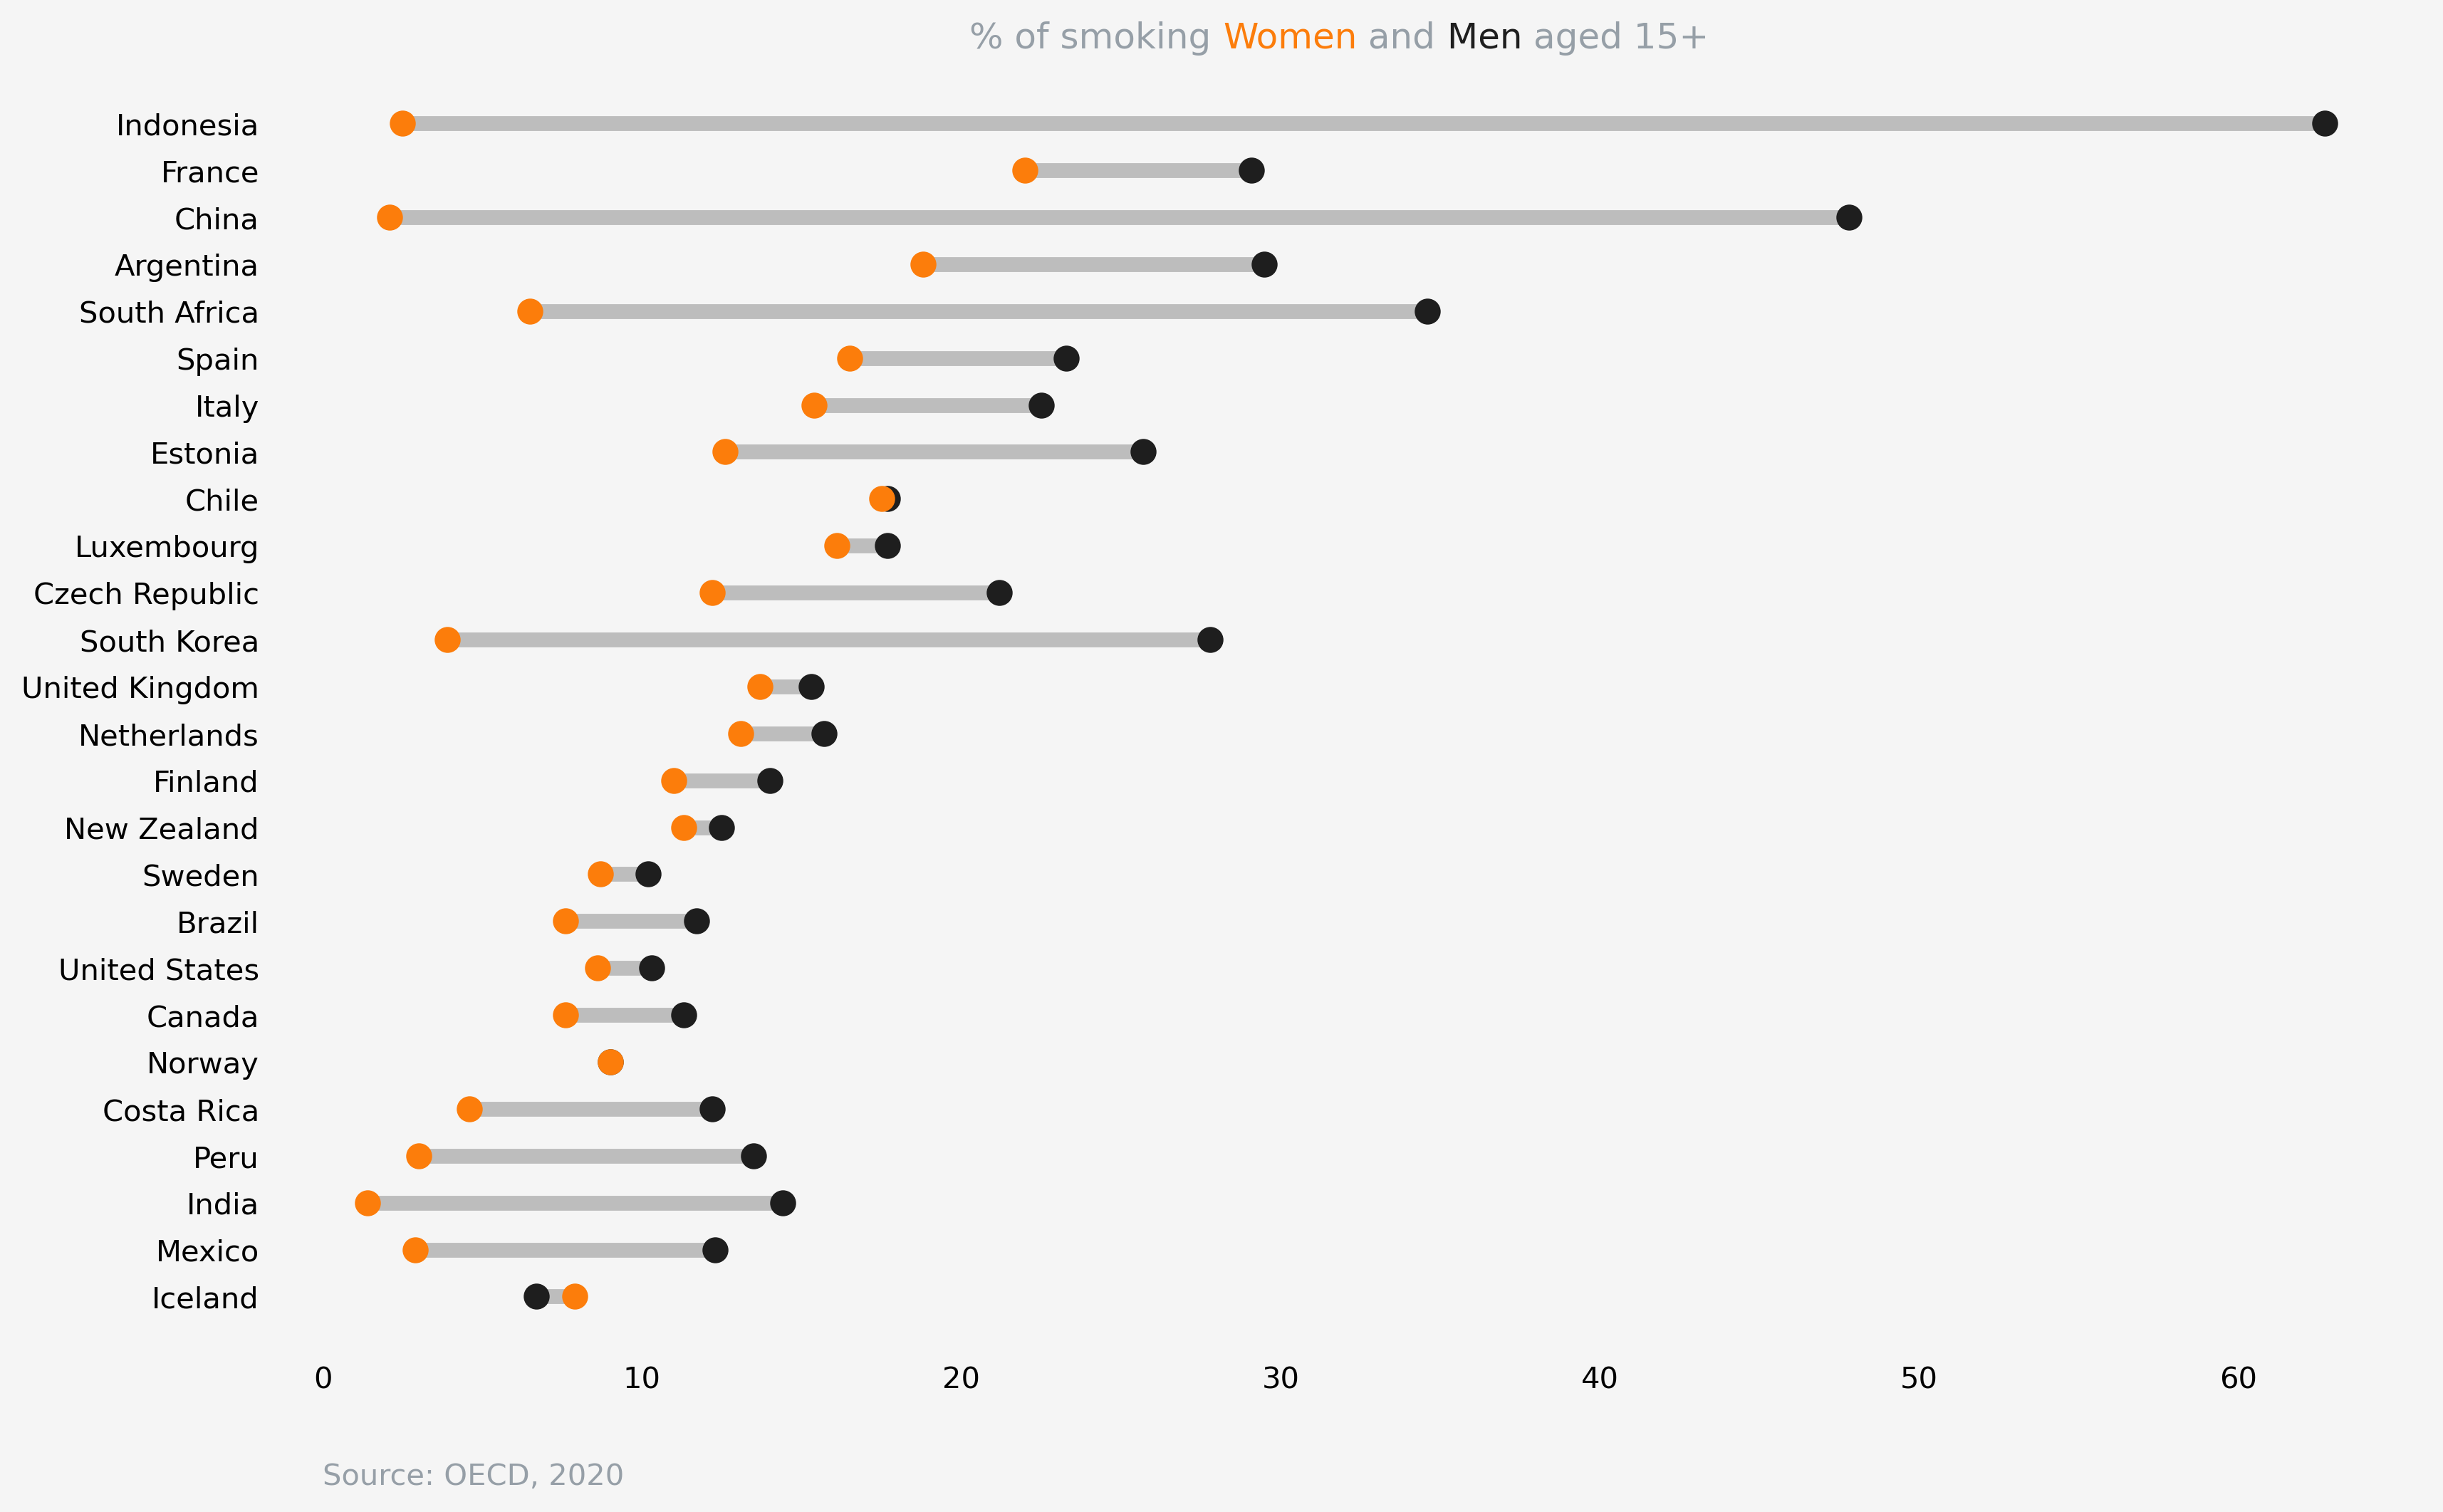 % of smoking Women and Men aged 15+
Indonesia
France
China
Argentina
South Africa
Spain
Italy
Estonia
Chile
Luxembourg
Czech Republic
South Korea
United Kingdom
Netherlands
Finland
New Zealand
Sweden
Brazil
United States
Canada
Norway
Costa Rica
Peru
India
Mexico
Iceland
0 10 20 30 40 50 60
Source: OECD, 2020